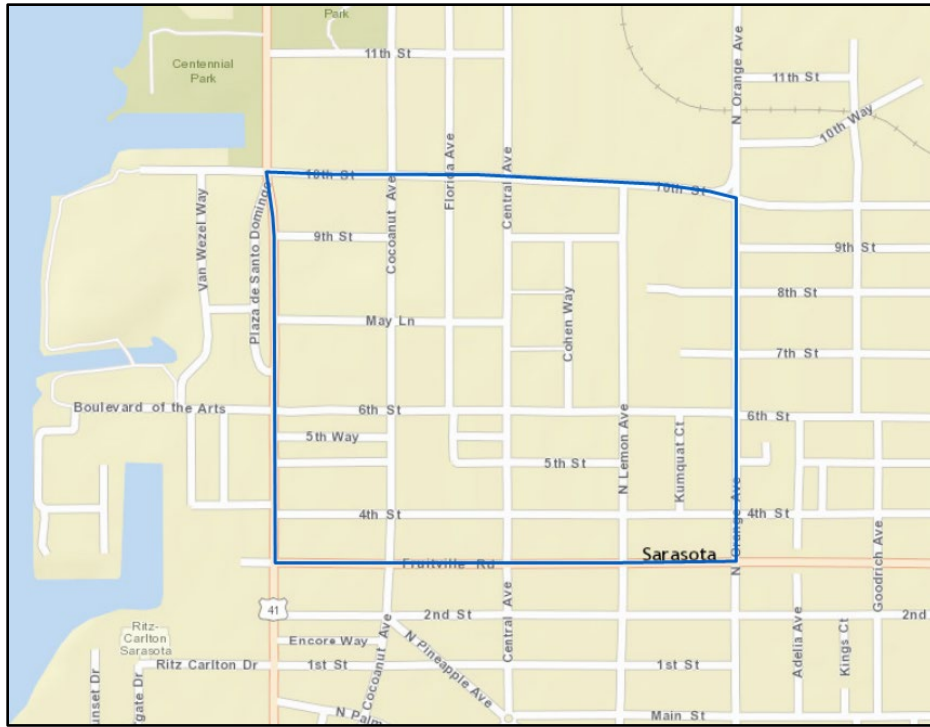 Park
11th St
Centennial
Park
N Orange Ave
11th St
10th Way
10th St
10th St
Van Wezel Way
Plaza de Santo Domingo
Cocoanut Ave
Florida Ave
Central Ave
9th St
9th St
8th St
May Ln
Cohen Way
7th St
Boulevard of the Arts
6th St
6th St
5th Way
5th St
N Lemon Ave
Kumquat Ct
4th St
4th St
N Orange Ave
Goodrich Ave
Sarasota
Fruitville Rd
41
2nd St
2nd
Ritz-
Carlton
Sarasota
Encore Way
Cocoanut Ave
N Pineapple Ave
Central Ave
Adelia Ave
Kings Ct
Ritz Carlton Dr
1st St
1st St
unset Dr
rgate Dr
N Palm
Main St